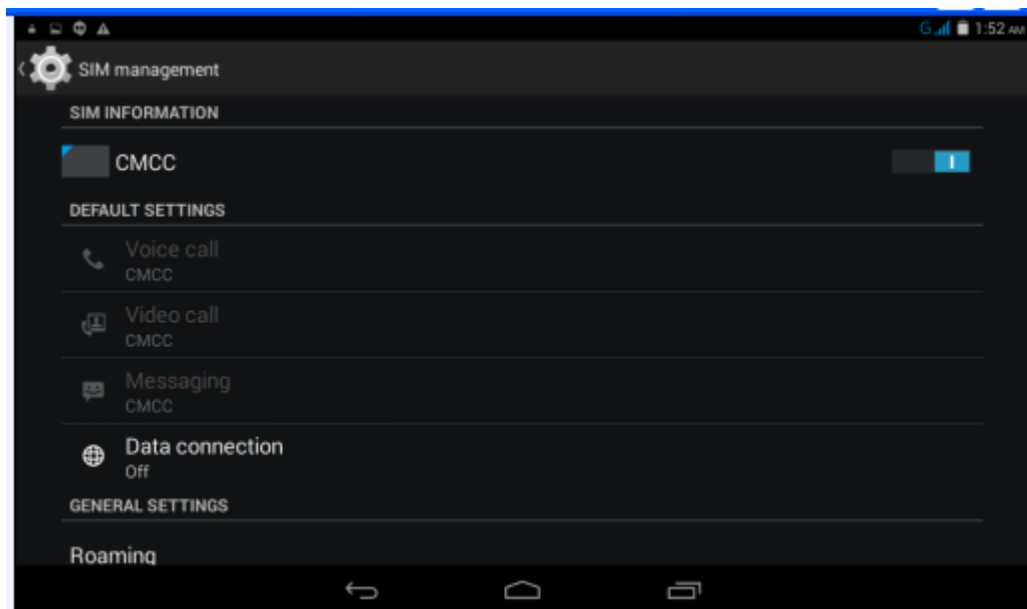 G 1:52 AM
SIM management
SIM INFORMATION
CMCC
DEFAULT SETTINGS
Voice call
CMCC
Video call
CMCC
Messaging
CMCC
Data connection
Off
GENERAL SETTINGS
Roaming